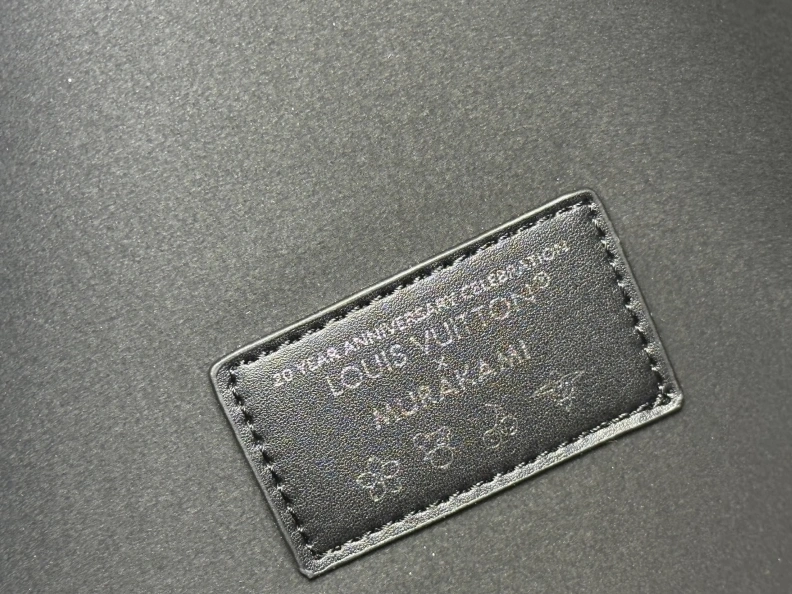 20 YEAR ANNIVERSARY CELEBRATION
LOUIS VUITTON®
×
MURAKAMI